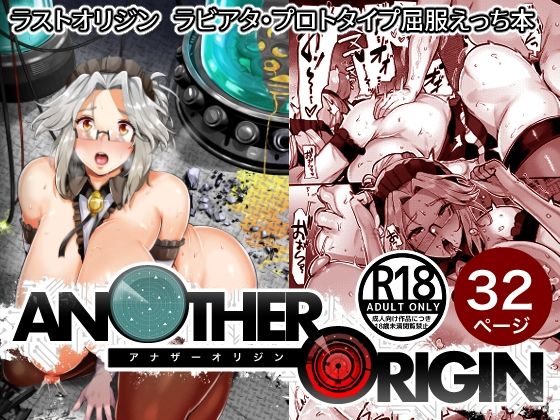 ラストオリジン ラビアタ・プロトタイプ屈服えっち本
ANOTHER
アナザーオリジン
ORIGIN
R18
ADULT ONLY
成人向け作品につき
18歳未満閲覧禁止
32
ページ